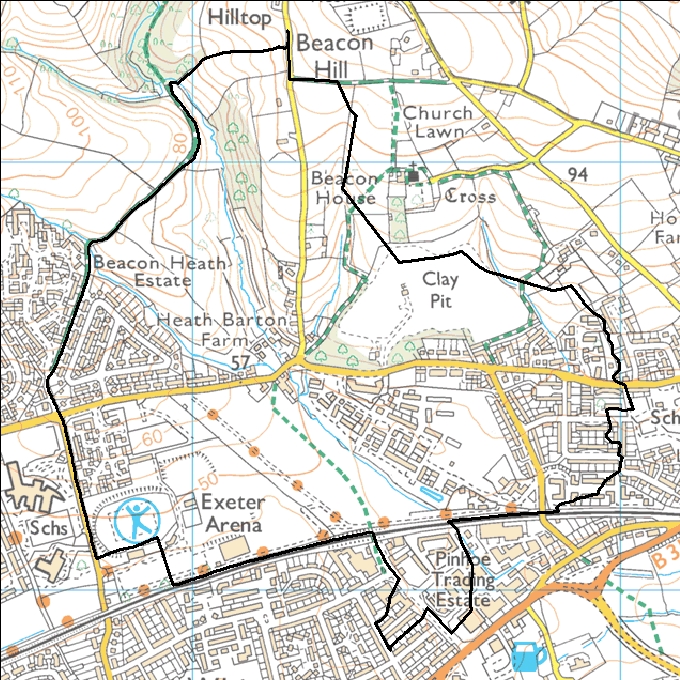 Hilltop
Beacon
Hill
110
100
80
Church
Lawn
Beacon
House
94
Cross
Ho
Far
Beacon Heath
Estate
Clay
Pit
Heath Barton
Farm
57
60
50
Sch
Exeter
Arena
Schs
Pinhoe
Trading
Estate
B3